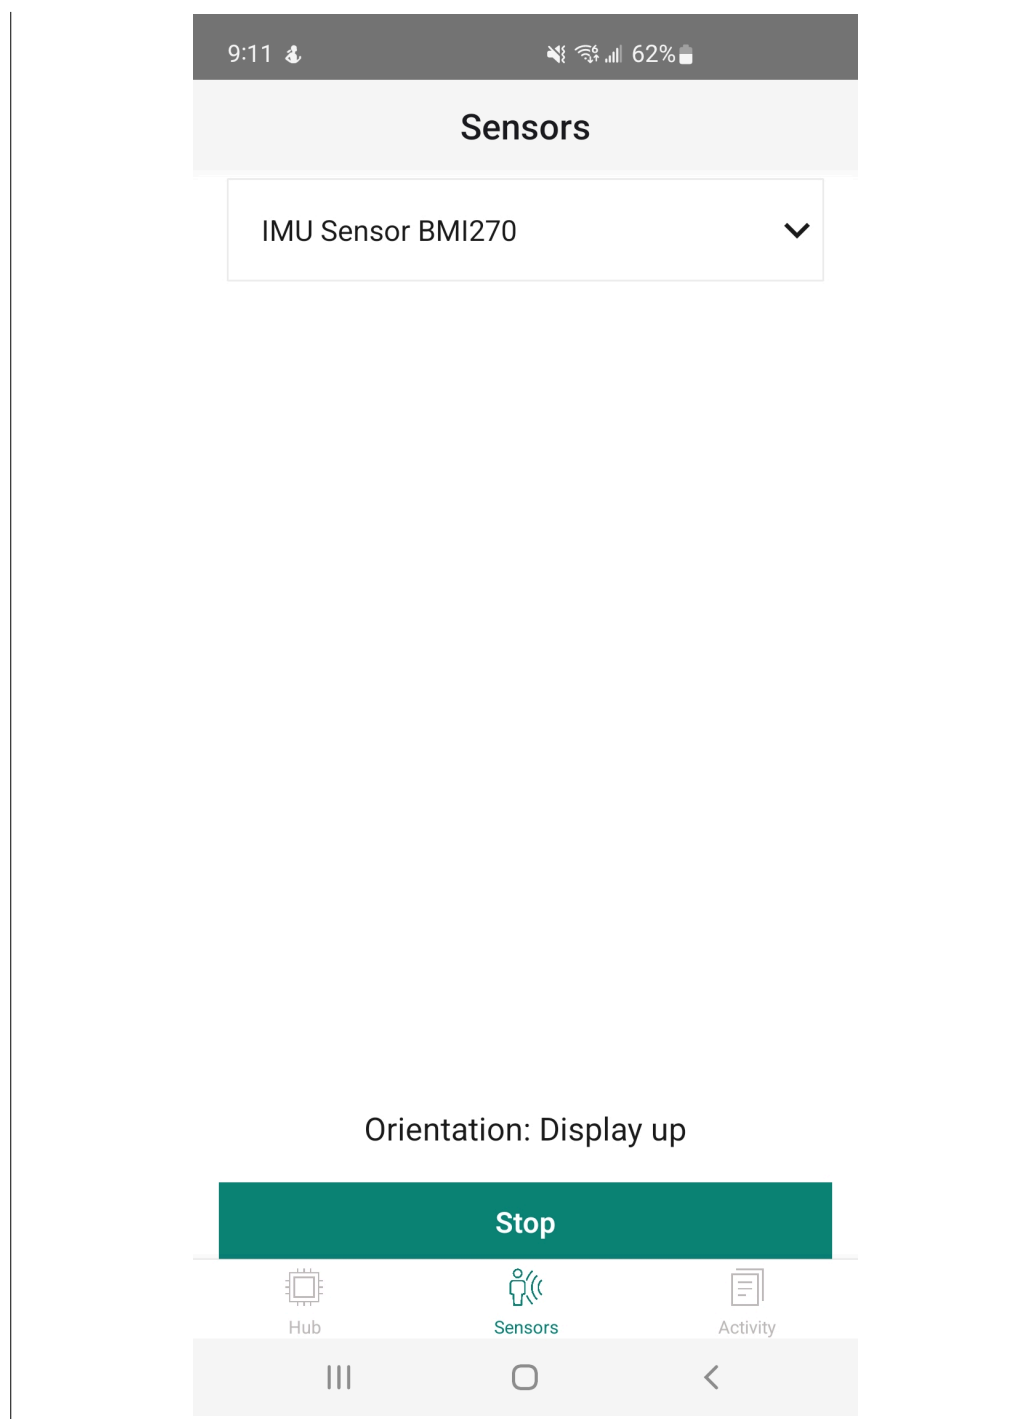 9:11 62%
Sensors
IMU Sensor BMI270
Orientation: Display up
Stop
Hub Sensors Activity